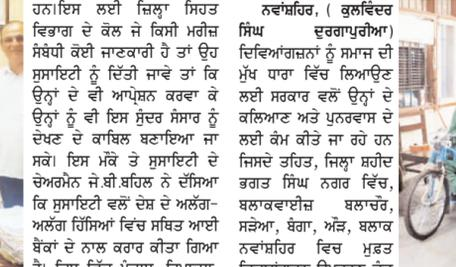 ਹਨ।ਇਸ ਲਈ ਜ਼ਿਲ੍ਹਾ ਸਿਹਤ
ਵਿਭਾਗ ਦੇ ਕੋਲ ਜੇ ਕਿਸੀ ਮਰੀਜ਼
ਸੰਬੰਧੀ ਕੋਈ ਜਾਣਕਾਰੀ ਹੈ ਤਾਂ ਉਹ
ਸੁਸਾਇਟੀ ਨੂੰ ਦਿੱਤੀ ਜਾਵੇ ਤਾਂ ਕਿ
ਉਨ੍ਹਾਂ ਦੇ ਵੀ ਆਪ੍ਰੇਸ਼ਨ ਕਰਵਾ ਕੇ
ਉਨ੍ਹਾਂ ਨੂੰ ਵੀ ਇਸ ਸੁੰਦਰ ਸੰਸਾਰ ਨੂੰ
ਦੇਖਣ ਦੇ ਕਾਬਿਲ ਬਣਾਇਆ ਜਾ
ਸਕੇ। ਇਸ ਮੌਕੇ ਤੇ ਸੁਸਾਇਟੀ ਦੇ
ਚੇਅਰਮੈਨ ਜੇ.ਬੀ.ਬਹਿਲ ਨੇ ਦੱਸਿਆ
ਕਿ ਸੁਸਾਇਟੀ ਵਲੋਂ ਦੇਸ਼ ਦੇ ਅਲੱਗ-
ਅਲੱਗ ਹਿੱਸਿਆਂ ਵਿਾਂਚ ਸਥਿਤ ਆਈ
ਬੈਂਕਾਂ ਦੇ ਨਾਲ ਕਰਾਰ ਕੀਤਾ ਗਿਆ
ਨਵਾਂਸ਼ਹਿਰ, ( ਕੁਲਵਿੰਦਰ
ਸਿੰਘ ਦੁਰਗਾਪੁਰੀਆ)
ਦਿਵਿਆਂਗਜ਼ਨਾਂ ਨੂੰ ਸਮਾਜ ਦੀ
ਮੁੱਖ ਧਾਰਾ ਵਿੱਚ ਲਿਆਉਣ
ਲਈ ਸਰਕਾਰ ਵਲੋਂ ਉਨ੍ਹਾਂ ਦੇ
ਕਲਿਆਣ ਅਤੇ ਪੁਨਰਵਾਸ ਦੇ
ਲਈ ਕੰਮ ਕੀਤੇ ਜਾ ਰਹੇ ਹਨ
ਜਿਸਦੇ ਤਹਿਤ, ਜਿਲ੍ਹਾ ਸ਼ਹੀਦ
ਭਗਤ ਸਿੰਘ ਨਗਰ ਵਿੱਚ,
ਬਲਾਕਵਾਈਜ਼ ਬਲਾਚੌਰ,
ਸੜੋਆ, ਬੰਗਾ, ਔੜ, ਬਲਾਕ
ਨਵਾਂਸ਼ਹਿਰ ਵਿਚ ਮੁਫ਼ਤ